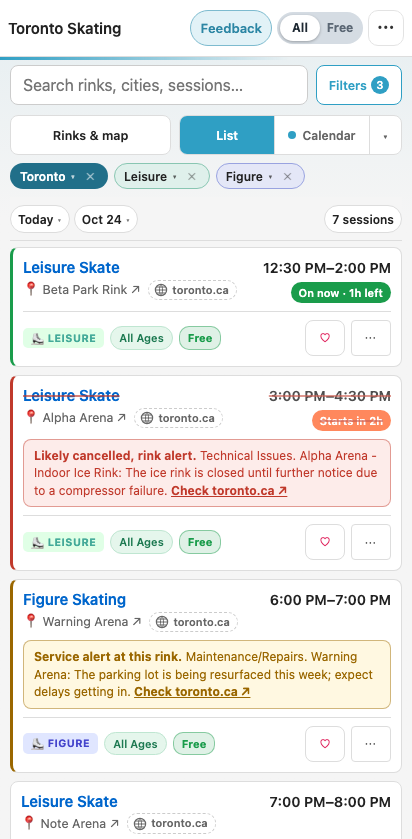 Toronto Skating Feedback All Free ...
Search rinks, cities, sessions... Filters 3
Rinks & map List Calendar
Toronto × Leisure × Figure ×
Today Oct 24 7 sessions
Leisure Skate 12:30 PM–2:00 PM
Beta Park Rink ↗ toronto.ca On now · 1h left
LEISURE All Ages Free ...
Leisure Skate 3:00 PM–4:30 PM
Alpha Arena ↗ toronto.ca Starts in 2h
Likely cancelled, rink alert. Technical Issues. Alpha Arena -
Indoor Ice Rink: The ice rink is closed until further notice due
to a compressor failure. Check toronto.ca ↗
LEISURE All Ages Free ...
Figure Skating 6:00 PM–7:00 PM
Warning Arena ↗ toronto.ca
Service alert at this rink. Maintenance/Repairs. Warning
Arena: The parking lot is being resurfaced this week; expect
delays getting in. Check toronto.ca ↗
FIGURE All Ages Free ...
Leisure Skate 7:00 PM–8:00 PM
Note Arena ↗ toronto.ca